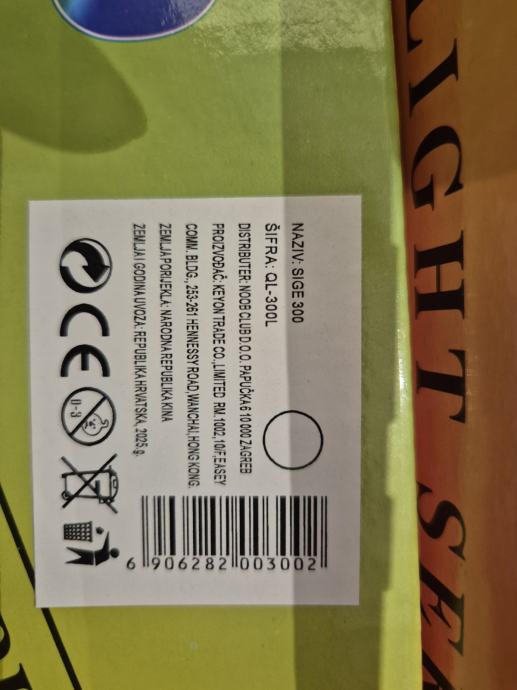 LIGHT SE
NAZIV: SIGE 300
ŠIFRA: QL-300L
DISTRIBUTER: NOOB CLUB D.O.O. PAPUČKA 6 10 000 ZAGREB
PROIZVOĐAČ: KEYON TRADE CO., LIMITED RM.1002,10/F,EASEY
COMM. BLDG., 253-261 HENNESSY ROAD,WANCHAI,HONG KONG.
ZEMLJA PORIJEKLA: NARODNA REPUBLIKA KINA
ZEMLJA I GODINA UVOZA: REPUBLIKA HRVATSKA, 2025.g.
CE
0-3
6 906282 003002